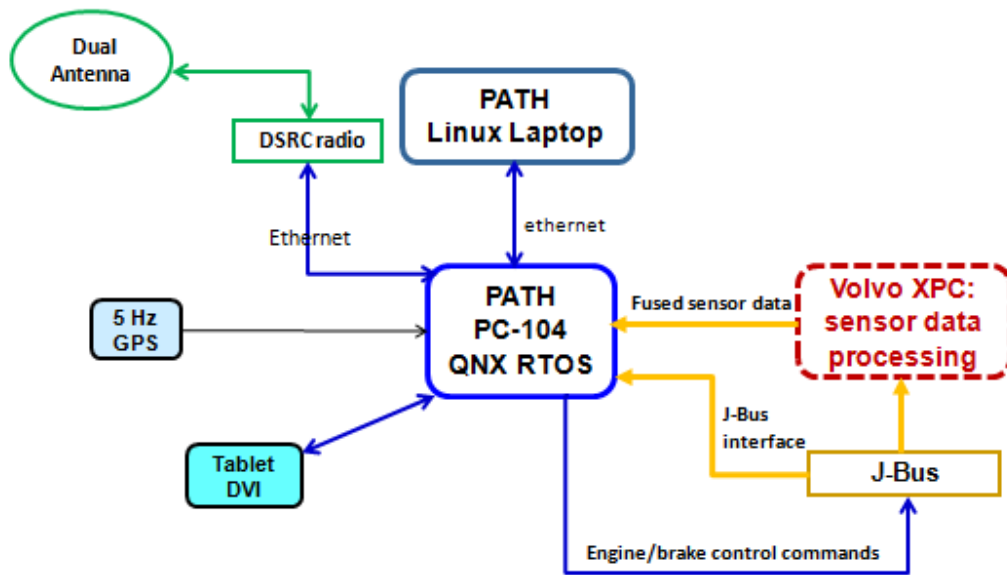 Dual
Antenna
DSRC radio
PATH
Linux Laptop
Ethernet
ethernet
5 Hz
GPS
PATH
PC-104
QNX RTOS
Fused sensor data
Volvo XPC:
sensor data
processing
Tablet
DVI
J-Bus
interface
J-Bus
Engine/brake control commands